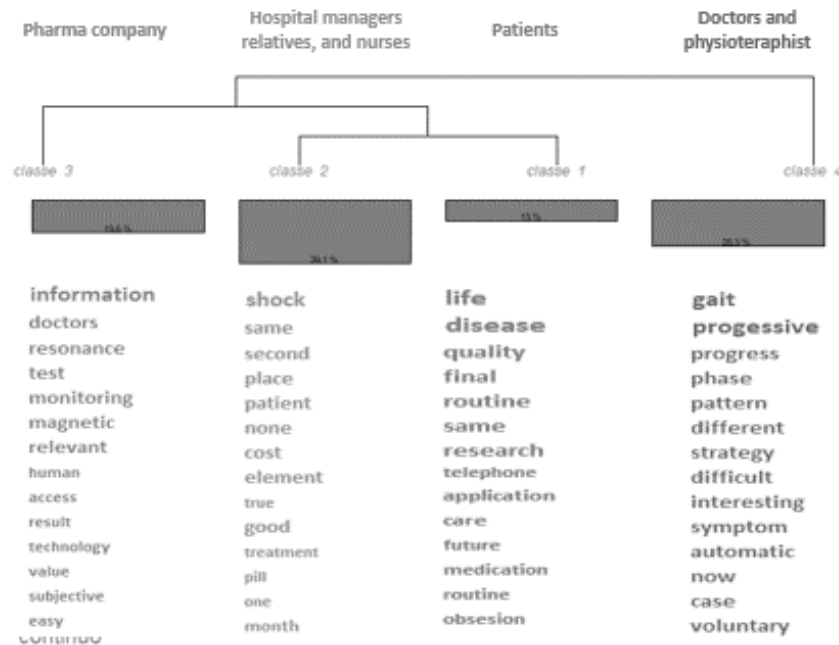 Pharma company
Hospital managers
relatives, and nurses
Patients
Doctors and
physioteraphist
classe 3
classe 2
classe 1
classe 4
13 %
information
doctors
resonance
test
monitoring
magnetic
relevant
human
access
result
technology
value
subjective
easy
continuo
shock
same
second
place
patient
none
cost
element
true
good
treatment
pill
one
month
life
disease
quality
final
routine
same
research
telephone
application
care
future
medication
routine
obsesion
gait
progessive
progress
phase
pattern
different
strategy
difficult
interesting
symptom
automatic
now
case
voluntary